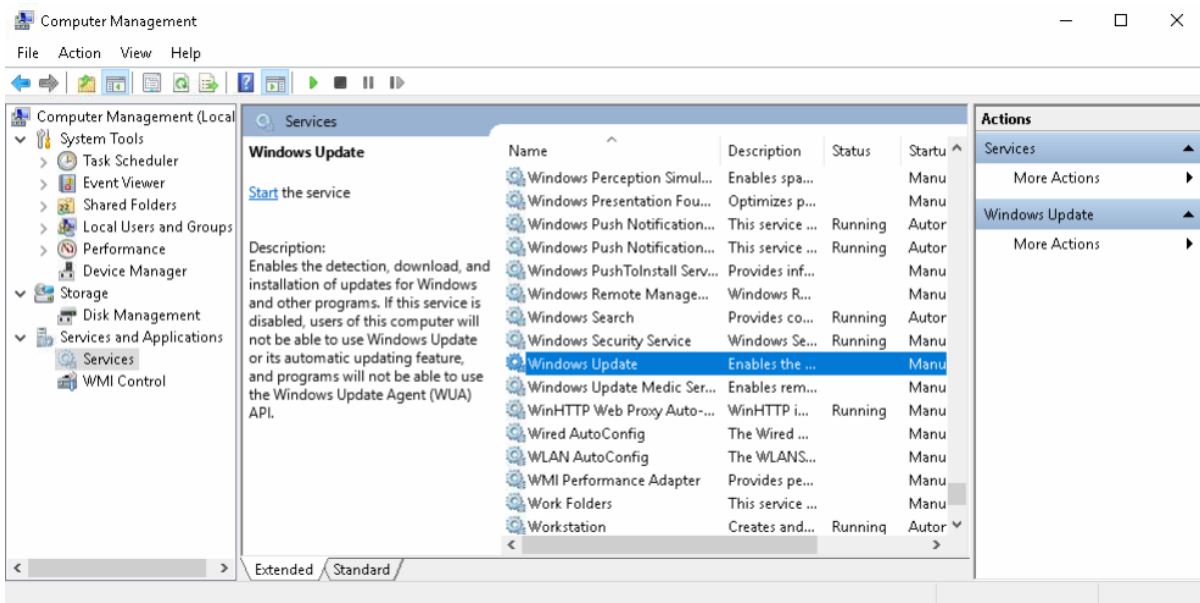 Computer Management
File Action View Help
Computer Management (Local
System Tools
Task Scheduler
Event Viewer
Shared Folders
Local Users and Groups
Performance
Device Manager
Storage
Disk Management
Services and Applications
Services
WMI Control
Services
Windows Update
Start the service
Description:
Enables the detection, download, and
installation of updates for Windows
and other programs. If this service is
disabled, users of this computer will
not be able to use Windows Update
or its automatic updating feature,
and programs will not be able to use
the Windows Update Agent (WUA)
API.
Name Description Status Startu
Windows Perception Simul... Enables spa... Manu
Windows Presentation Fou... Optimizes p... Manu
Windows Push Notification... This service ... Running Autor
Windows Push Notification... This service ... Running Autor
Windows PushToInstall Serv... Provides inf... Manu
Windows Remote Manage... Windows R... Manu
Windows Search Provides co... Running Autor
Windows Security Service Windows Se... Running Manu
Windows Update Enables the ... Manu
Windows Update Medic Ser... Enables rem... Manu
WinHTTP Web Proxy Auto-... WinHTTP i... Running Manu
Wired AutoConfig The Wired ... Manu
WLAN AutoConfig The WLANS... Manu
WMI Performance Adapter Provides pe... Manu
Work Folders This service ... Manu
Workstation Creates and... Running Autor
Extended Standard
Actions
Services
More Actions
Windows Update
More Actions